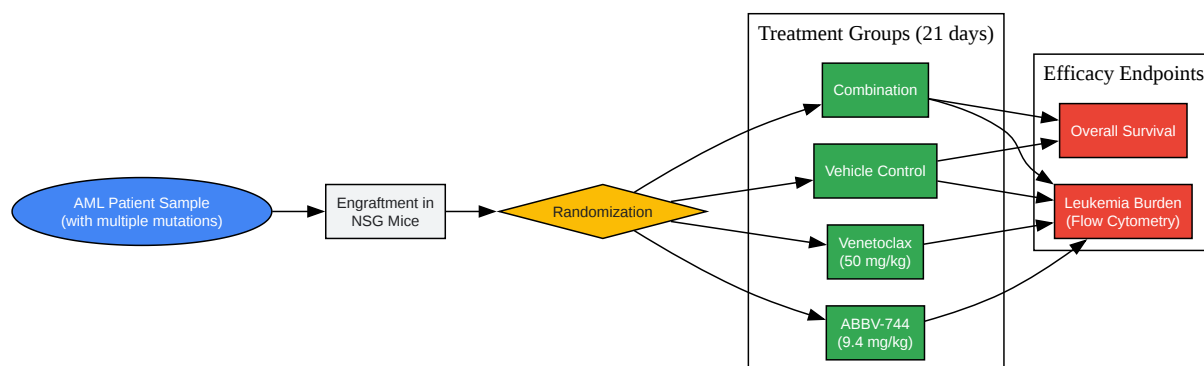 AML Patient Sample
(with multiple mutations)
Engraftment in
NSG Mice
Randomization
Treatment Groups (21 days)
Combination
Vehicle Control
Venetoclax
(50 mg/kg)
ABBV-744
(9.4 mg/kg)
Efficacy Endpoints
Overall Survival
Leukemia Burden
(Flow Cytometry)